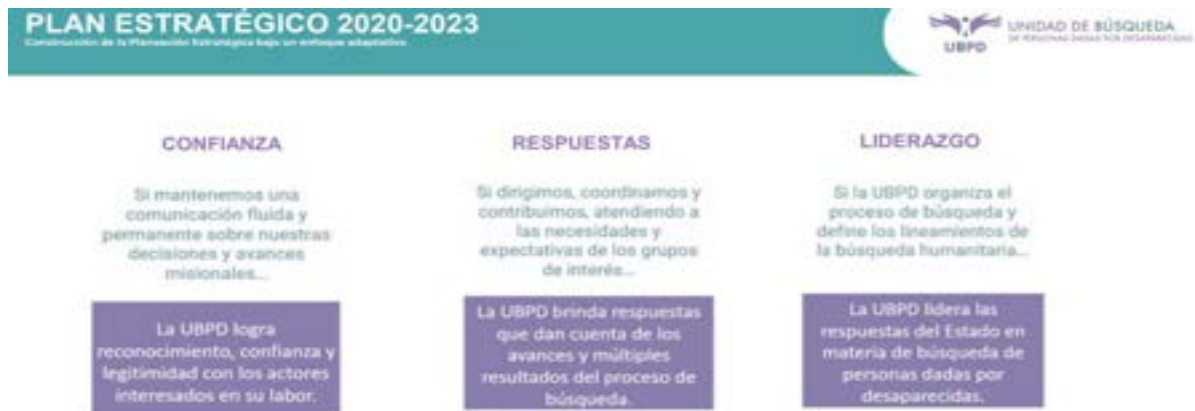 PLAN ESTRATÉGICO 2020-2023
Construcción de la Planeación Estratégica bajo un enfoque adaptativo
UBPD
UNIDAD DE BÚSQUEDA
DE PERSONAS DADAS POR DESAPARECIDAS
CONFIANZA
Si mantenemos una
comunicación fluida y
permanente sobre nuestras
decisiones y avances
misionales...
La UBPD logra
reconocimiento, confianza y
legitimidad con los actores
interesados en su labor.
RESPUESTAS
Si dirigimos, coordinamos y
contribuimos, atendiendo a
las necesidades y
expectativas de los grupos
de interés...
La UBPD brinda respuestas
que dan cuenta de los
avances y múltiples
resultados del proceso de
búsqueda.
LIDERAZGO
Si la UBPD organiza el
proceso de búsqueda y
define los lineamientos de
la búsqueda humanitaria...
La UBPD lidera las
respuestas del Estado en
materia de búsqueda de
personas dadas por
desaparecidas.